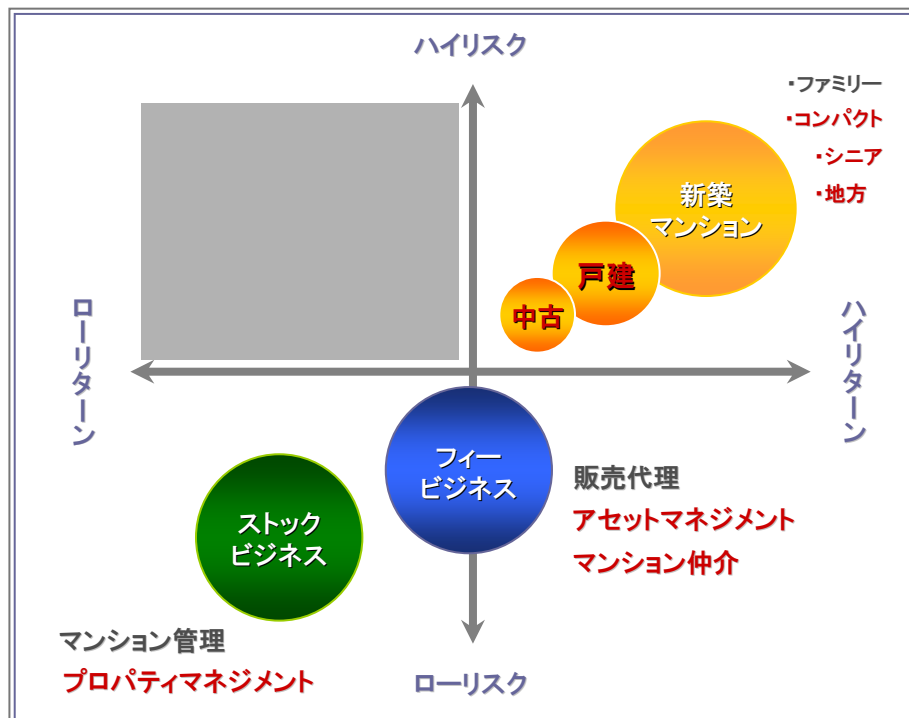 ハイリスク
・ファミリー
・コンパクト
・シニア
・地方
新築
マンション
戸建
中古
ローリターン
ハイリターン
フィー
ビジネス
販売代理
アセットマネジメント
マンション仲介
ストック
ビジネス
マンション管理
プロパティマネジメント
ローリスク